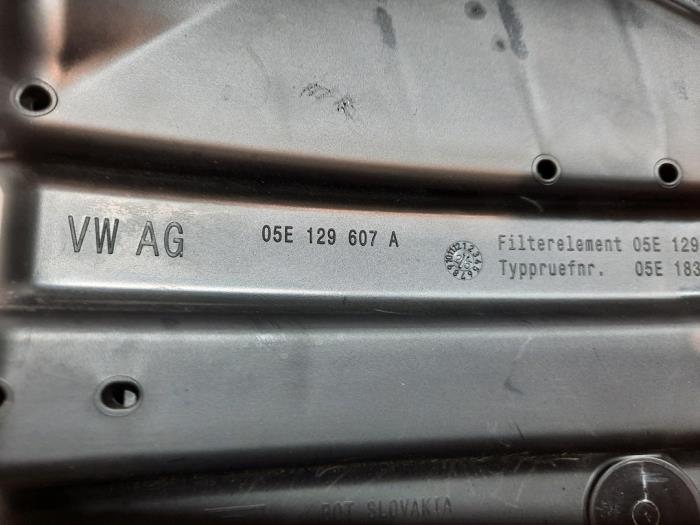 VW AG
05E 129 607 A
Filterelement 05E 129
Typpruefnr. 05E 183
SLOVAKIA